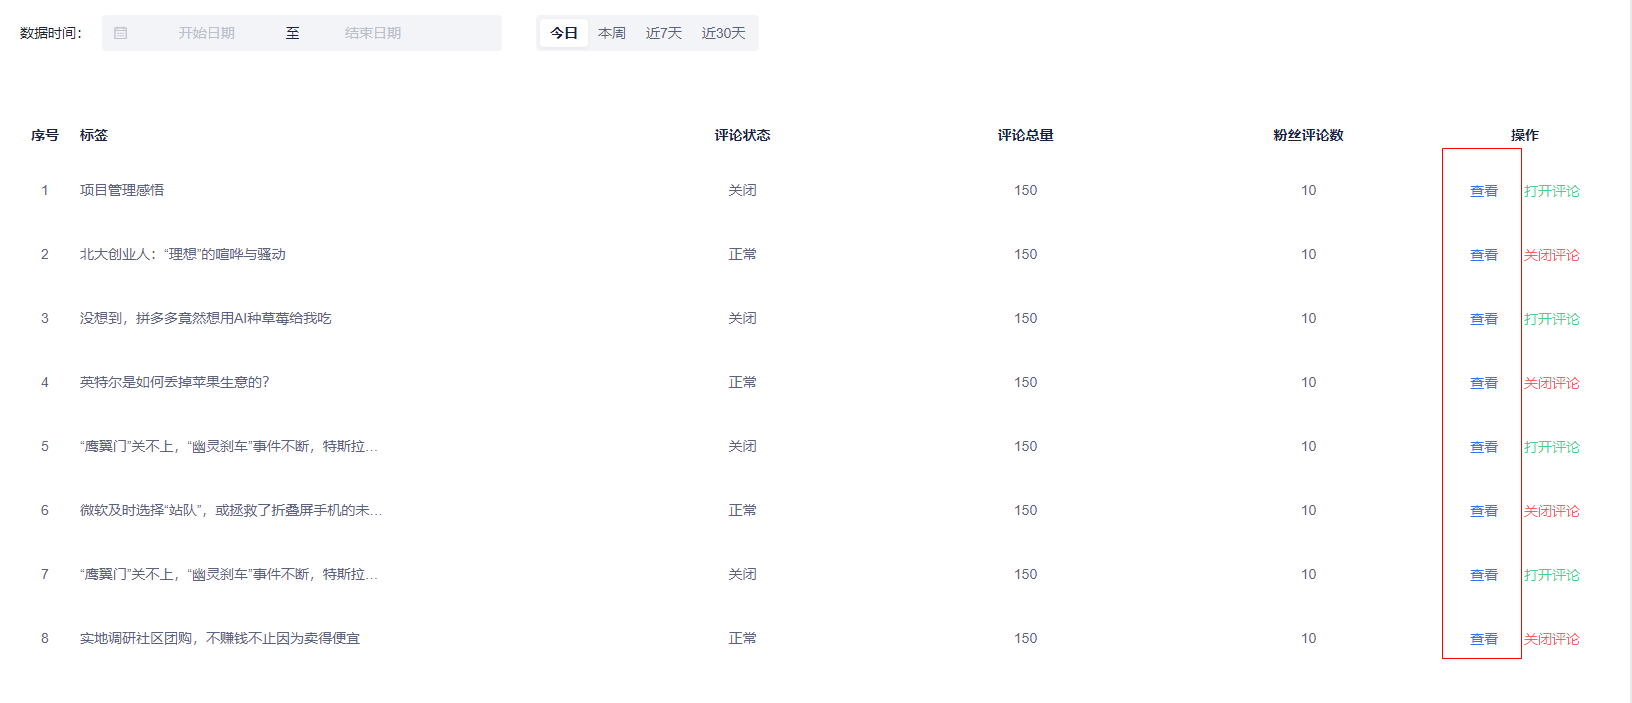 数据时间： 开始日期 至 结束日期 今日 本周 近7天 近30天
序号 标签 评论状态 评论总量 粉丝评论数 操作
1 项目管理感悟 关闭 150 10 查看 打开评论
2 北大创业人：“理想”的喧哗与骚动 正常 150 10 查看 关闭评论
3 没想到，拼多多竟然想用AI种草莓给我吃 关闭 150 10 查看 打开评论
4 英特尔是如何丢掉苹果生意的？ 正常 150 10 查看 关闭评论
5 “鹰翼门”关不上，“幽灵刹车”事件不断，特斯拉... 关闭 150 10 查看 打开评论
6 微软及时选择“站队”，或拯救了折叠屏手机的未... 正常 150 10 查看 关闭评论
7 “鹰翼门”关不上，“幽灵刹车”事件不断，特斯拉... 关闭 150 10 查看 打开评论
8 实地调研社区团购，不赚钱不止因为卖得便宜 正常 150 10 查看 关闭评论